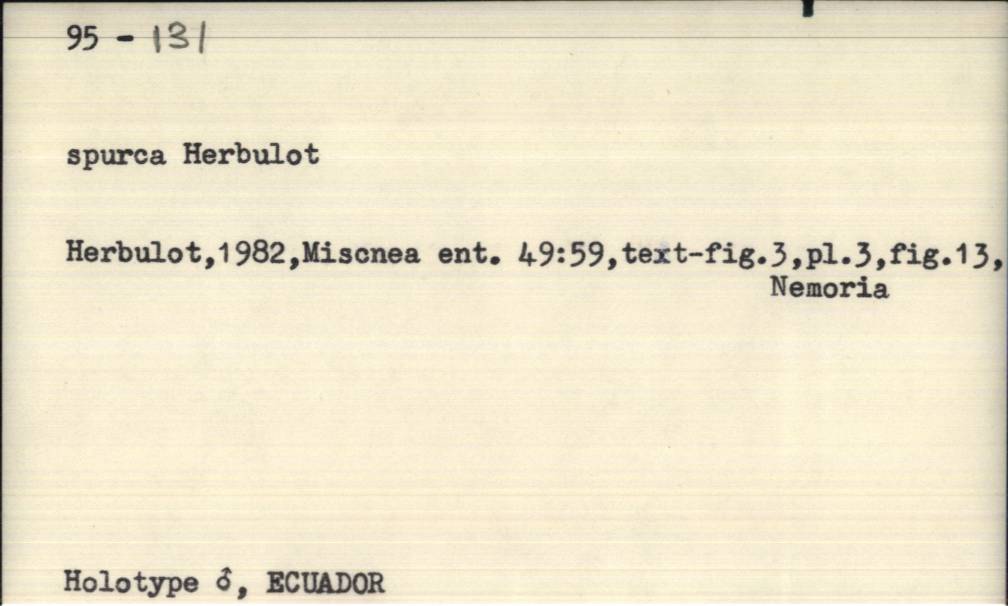 95 - 131
spurca Herbulot
Herbulot,1982,Miscnea ent. 49:59,text-fig.3,pl.3,fig.13,
Nemoria
Holotype ♂, ECUADOR